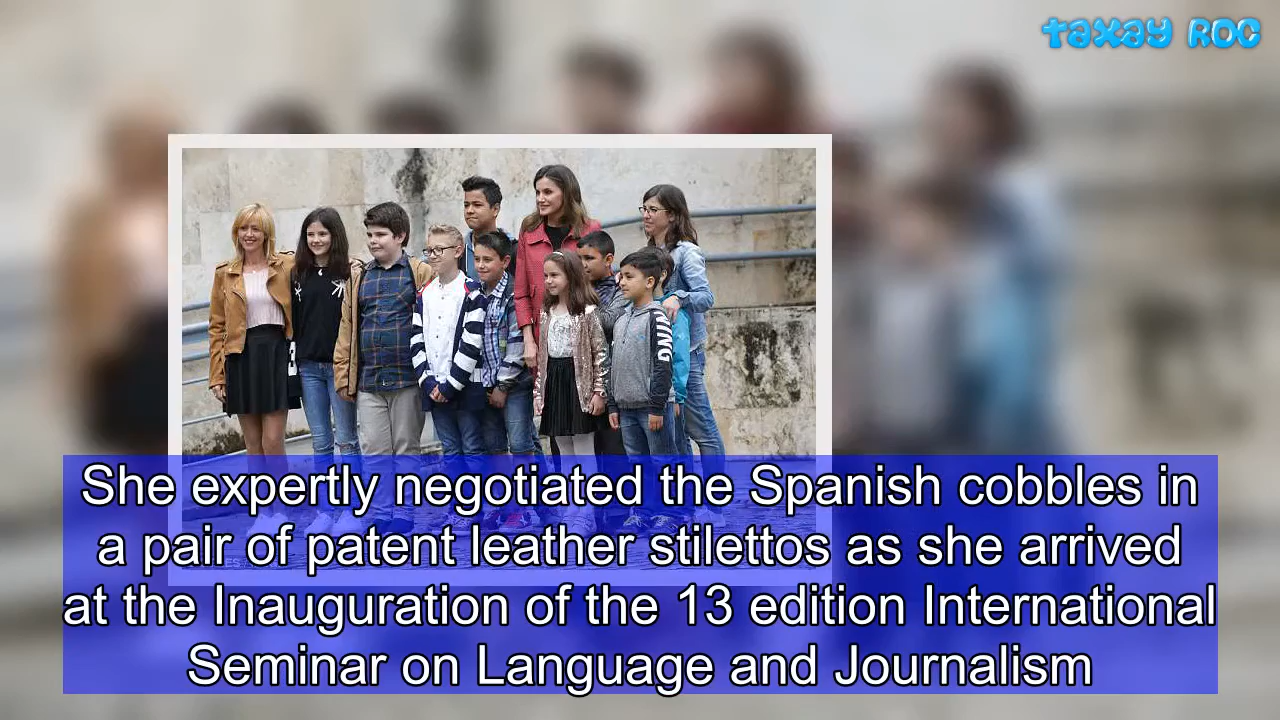 taxay ROC
WING
She expertly negotiated the Spanish cobbles in
a pair of patent leather stilettos as she arrived
at the Inauguration of the 13 edition International
Seminar on Language and Journalism